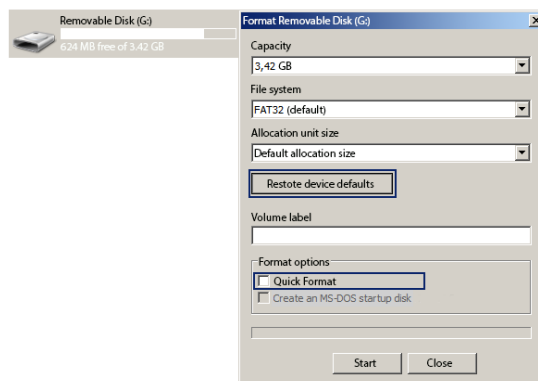 Removable Disk (G:)
624 MB free of 3.42 GB
Format Removable Disk (G:)
Capacity
3,42 GB
File system
FAT32 (default)
Allocation unit size
Default allocation size
Restote device defaults
Volume label
Format options
Quick Format
Create an MS-DOS startup disk
Start Close